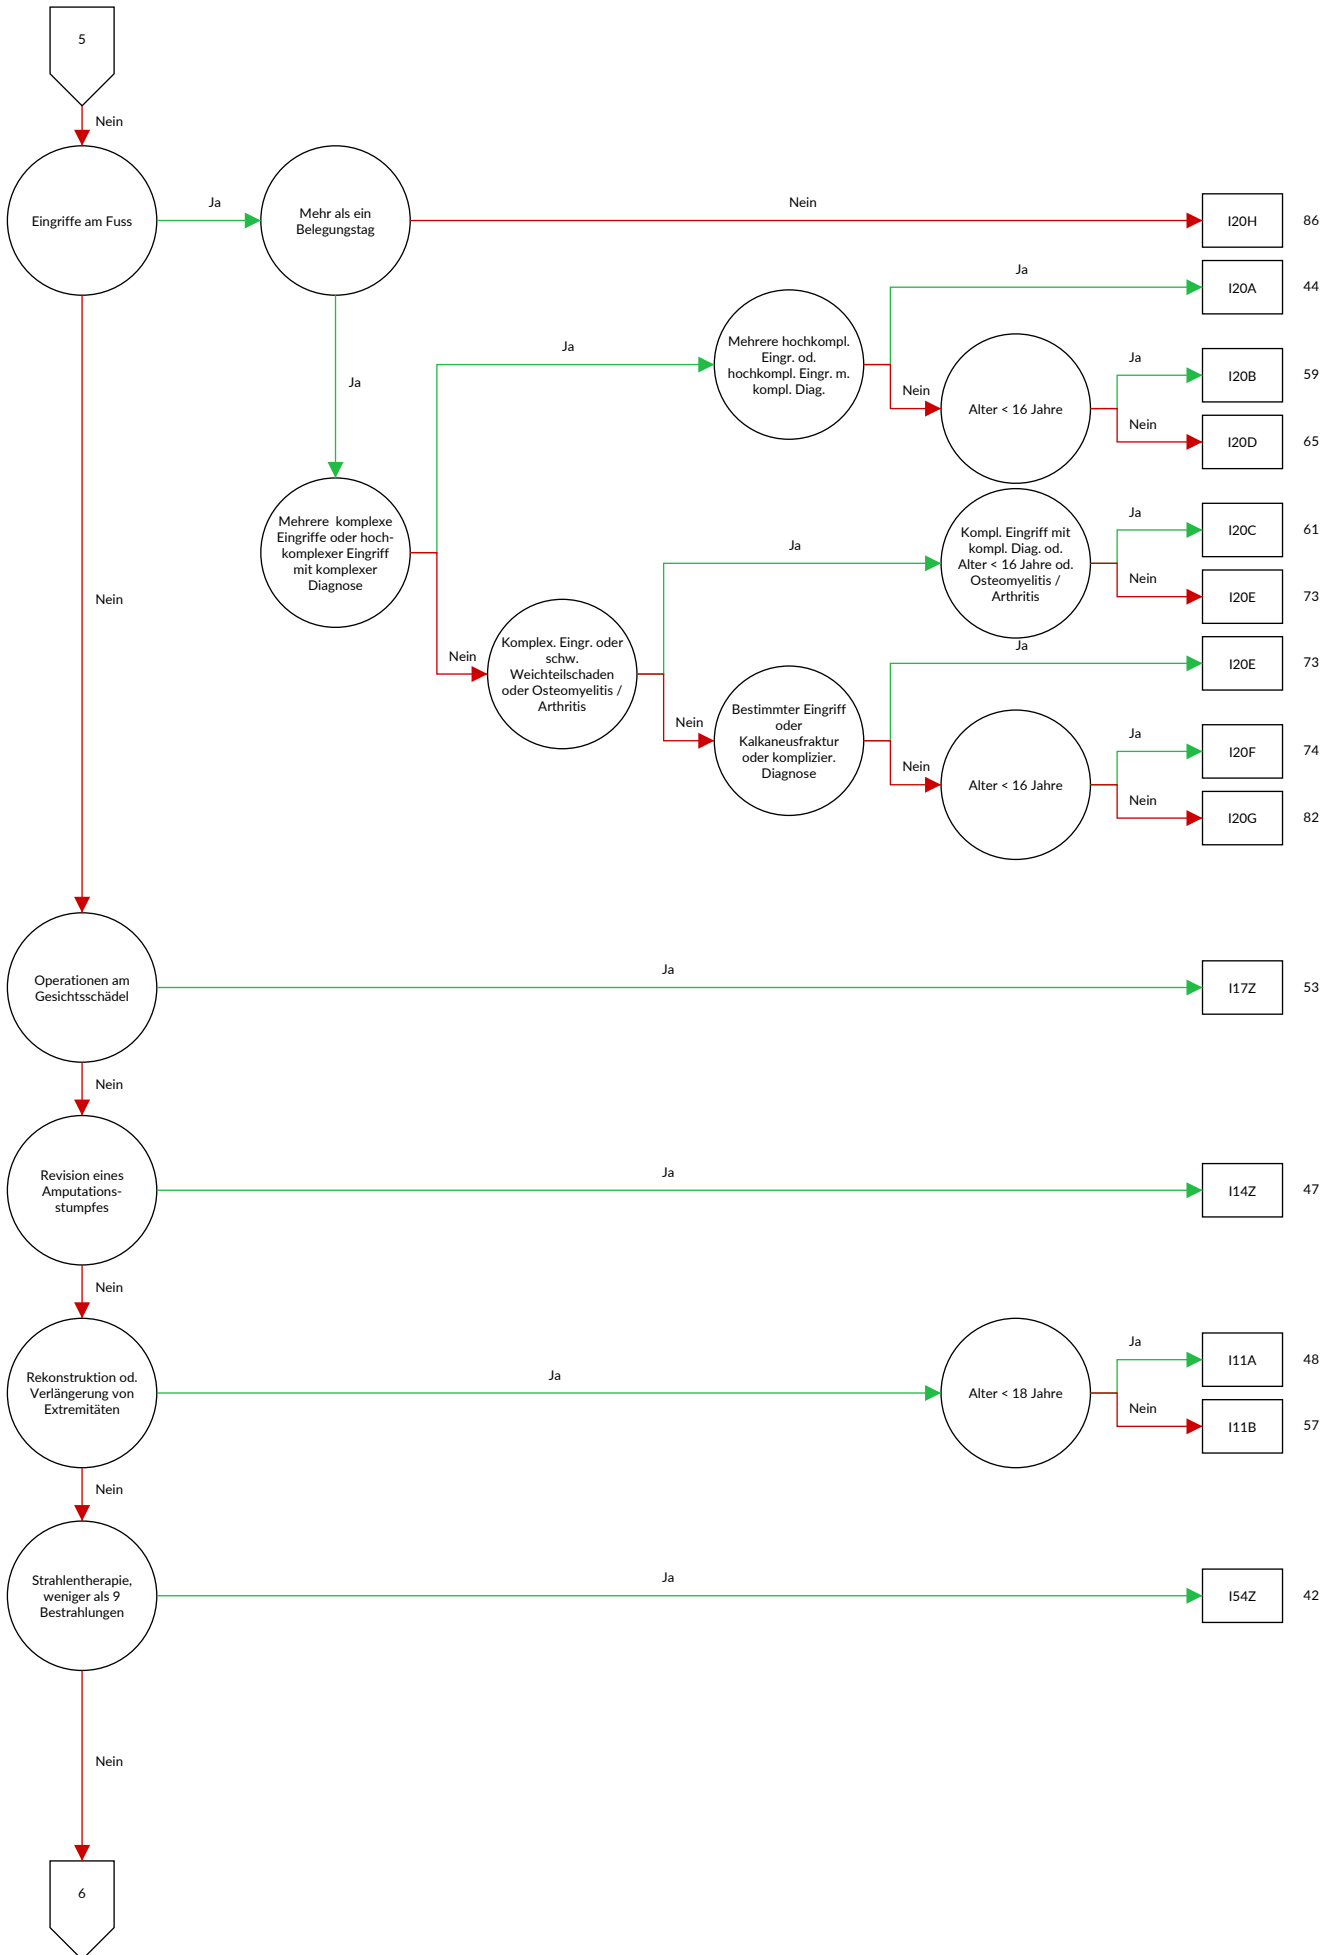 5
Nein
Eingriffe am Fuss
Ja
Mehr als ein
Belegungstag
Nein
I20H
86
Ja
I20A
44
Ja
Ja
Mehrere hochkompl.
Eingr. od.
hochkompl. Eingr. m.
kompl. Diag.
Nein
Alter < 16 Jahre
Ja
I20B
59
Nein
I20D
65
Mehrere  komplexe
Eingriffe oder hoch-
komplexer Eingriff
mit komplexer
Diagnose
Nein
Komplex. Eingr. oder
schw.
Weichteilschaden
oder Osteomyelitis /
Arthritis
Ja
Kompl. Eingriff mit
kompl. Diag. od.
Alter < 16 Jahre od.
Osteomyelitis /
Arthritis
Ja
I20C
61
Nein
I20E
73
Nein
Bestimmter Eingriff
oder
Kalkaneusfraktur
oder komplizier.
Diagnose
Ja
I20E
73
Nein
Alter < 16 Jahre
Ja
I20F
74
Nein
I20G
82
Nein
Operationen am
Gesichtsschädel
Ja
I17Z
53
Nein
Revision eines
Amputations-
stumpfes
Ja
I14Z
47
Nein
Rekonstruktion od.
Verlängerung von
Extremitäten
Ja
Alter < 18 Jahre
Ja
I11A
48
Nein
I11B
57
Nein
Strahlentherapie,
weniger als 9
Bestrahlungen
Ja
I54Z
42
Nein
6